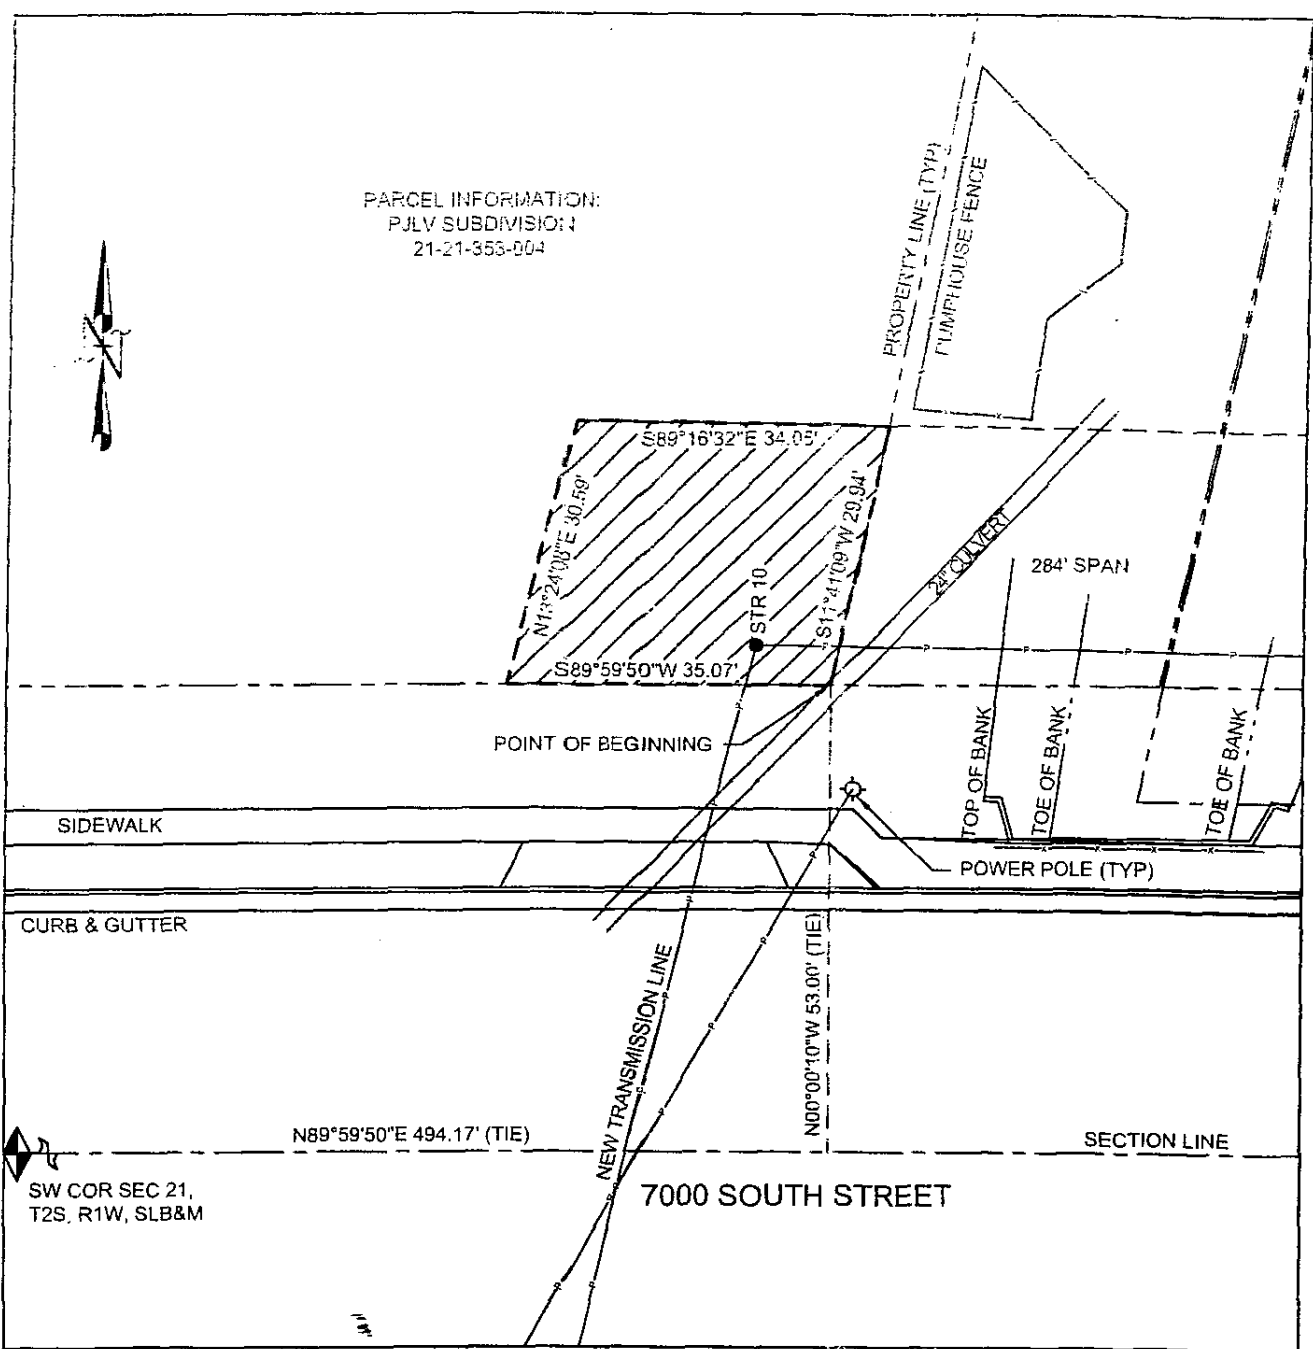 PARCEL INFORMATION:
PJLV SUBDIVISION
21-21-353-004
PROPERTY LINE (TYP)
PUMPHOUSE FENCE
S89°16'32"E 34.05'
N13°24'08"E 30.59'
S11°41'09"W 29.94'
24" CULVERT
284' SPAN
STR 10
S89°59'50"W 35.07'
POINT OF BEGINNING
TOP OF BANK
TOE OF BANK
TOE OF BANK
SIDEWALK
POWER POLE (TYP)
CURB & GUTTER
NEW TRANSMISSION LINE
N00°00'10"W 53.00' (TIE)
N89°59'50"E 494.17' (TIE)
SECTION LINE
SW COR SEC 21,
T2S, R1W, SLB&M
7000 SOUTH STREET